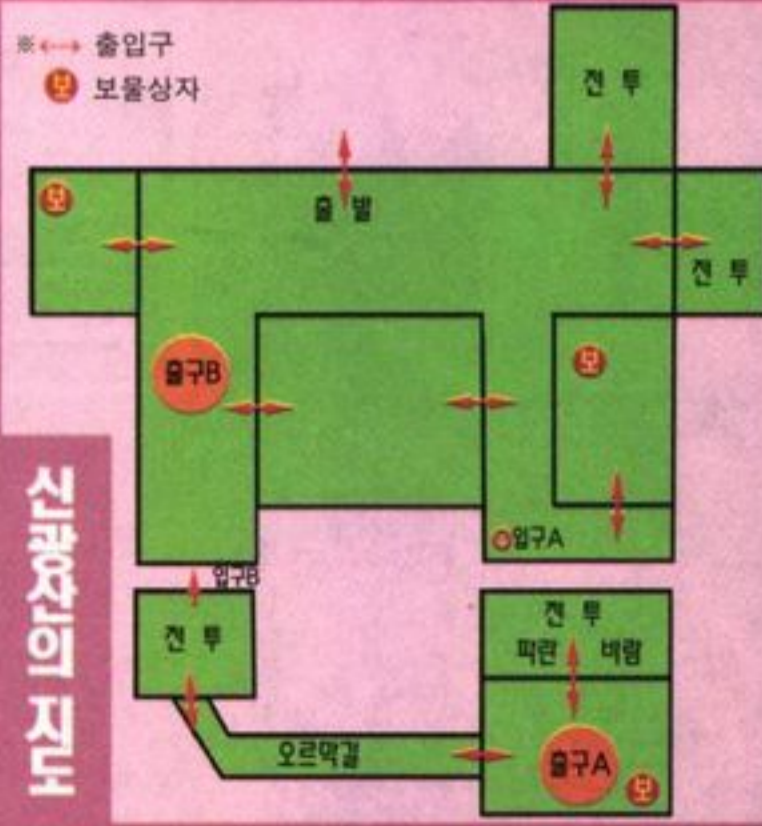 ※ ↔ 출입구
보 보물상자
전 투
보
출 발
전 투
출구B
보
입구A
입구B
전 투
전 투
파란 바람
오르막길
출구A
보
신광산의 지도